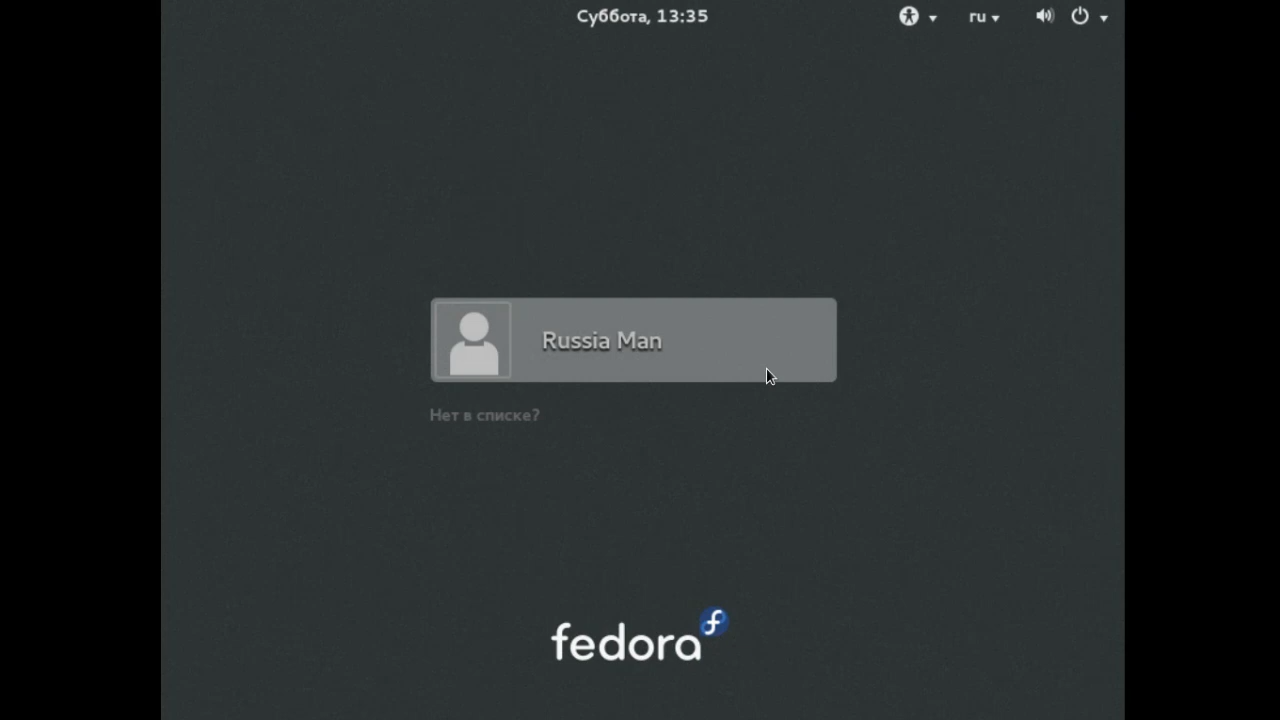 Суббота, 13:35
ru
Russia Man
Нет в списке?
fedora